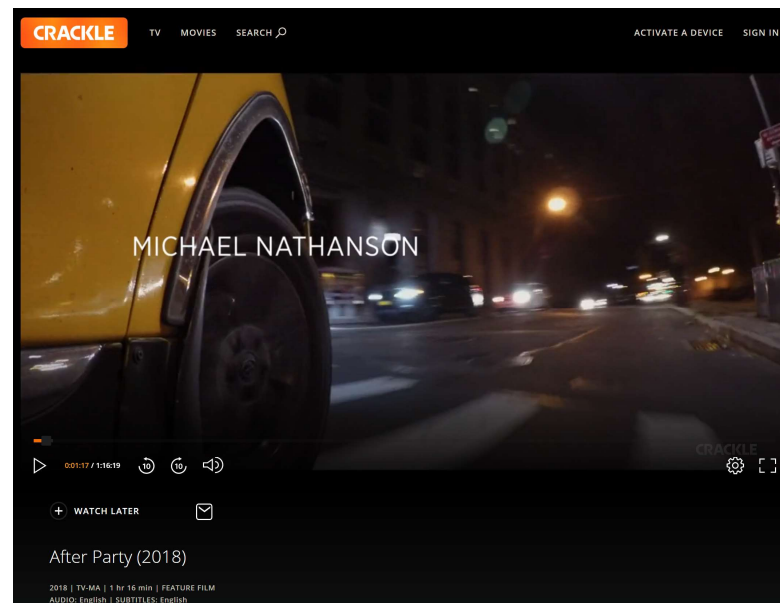 CRACKLE TV MOVIES SEARCH ACTIVATE A DEVICE SIGN IN
MICHAEL NATHANSON
CRACKLE
0:01:17 / 1:16:19 10 10
+ WATCH LATER
After Party (2018)
2018 | TV-MA | 1 hr 16 min | FEATURE FILM
AUDIO: English | SUBTITLES: English